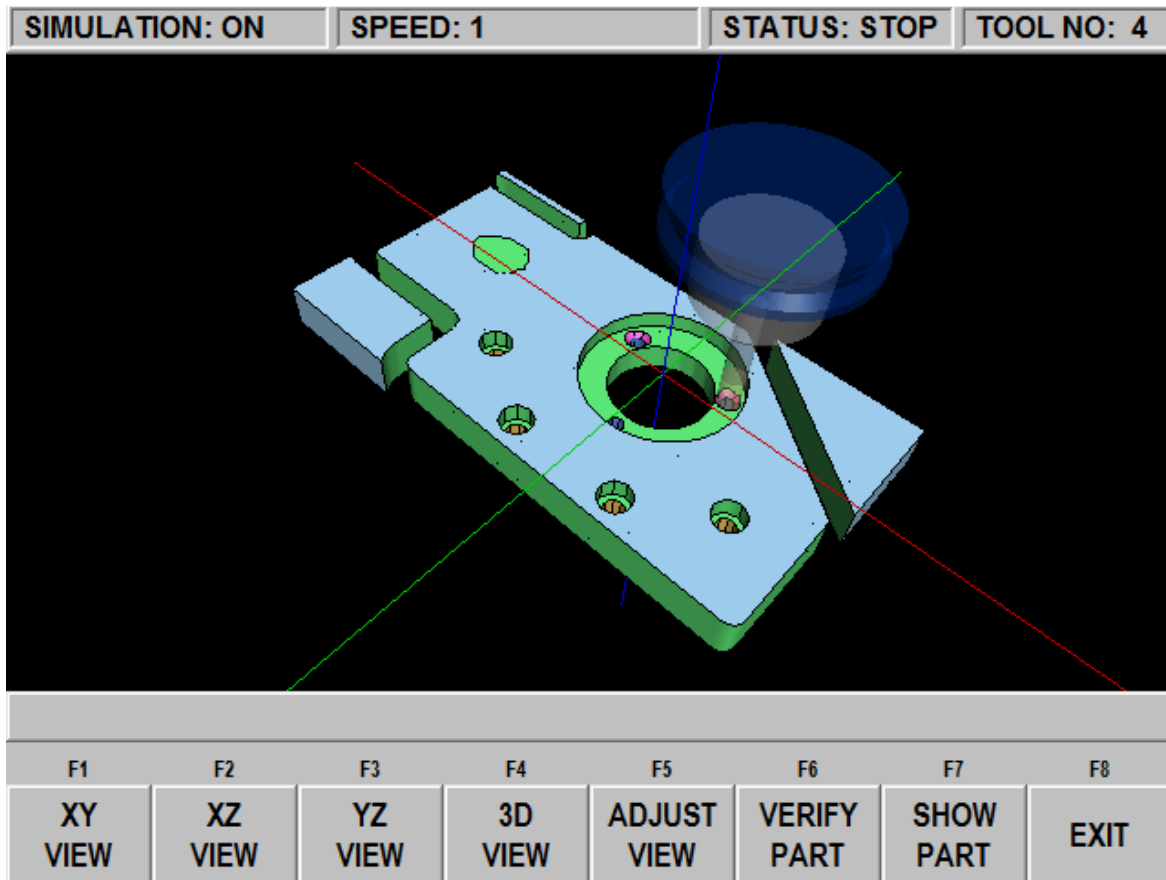 SIMULATION: ON SPEED: 1 STATUS: STOP TOOL NO: 4
F1 F2 F3 F4 F5 F6 F7 F8
XY VIEW
XZ VIEW
YZ VIEW
3D VIEW
ADJUST VIEW
VERIFY PART
SHOW PART
EXIT